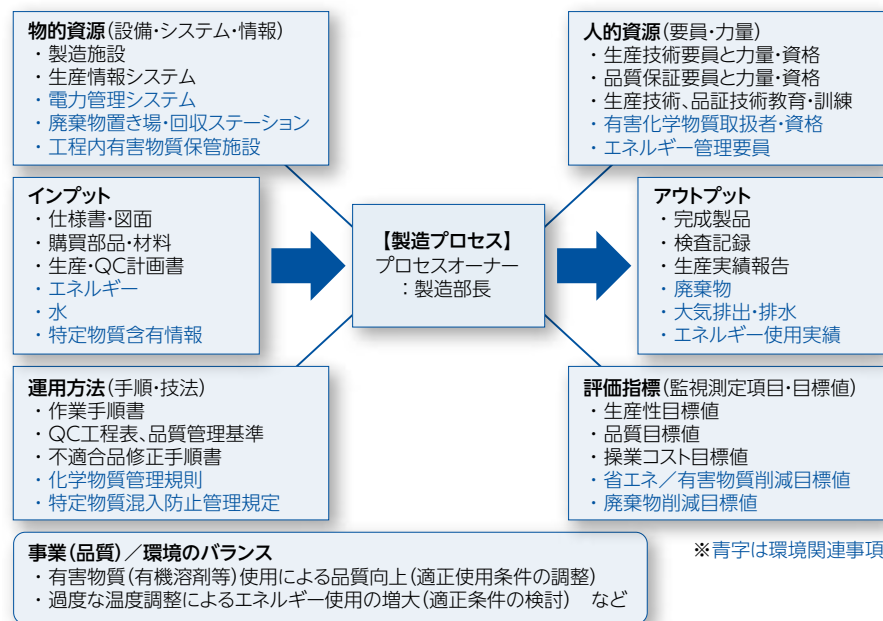 物的資源(設備・システム・情報)
・製造施設
・生産情報システム
・電力管理システム
・廃棄物置き場・回収ステーション
・工程内有害物質保管施設
人的資源(要員・力量)
・生産技術要員と力量・資格
・品質保証要員と力量・資格
・生産技術、品証技術教育・訓練
・有害化学物質取扱者・資格
・エネルギー管理要員
インプット
・仕様書・図面
・購買部品・材料
・生産・QC計画書
・エネルギー
・水
・特定物質含有情報
【製造プロセス】
プロセスオーナー
：製造部長
アウトプット
・完成製品
・検査記録
・生産実績報告
・廃棄物
・大気排出・排水
・エネルギー使用実績
運用方法(手順・技法)
・作業手順書
・QC工程表、品質管理基準
・不適合品修正手順書
・化学物質管理規則
・特定物質混入防止管理規定
評価指標(監視測定項目・目標値)
・生産性目標値
・品質目標値
・操業コスト目標値
・省エネ／有害物質削減目標値
・廃棄物削減目標値
事業(品質)／環境のバランス
・有害物質(有機溶剤等)使用による品質向上(適正使用条件の調整)
・過度な温度調整によるエネルギー使用の増大(適正条件の検討)　など
※青字は環境関連事項